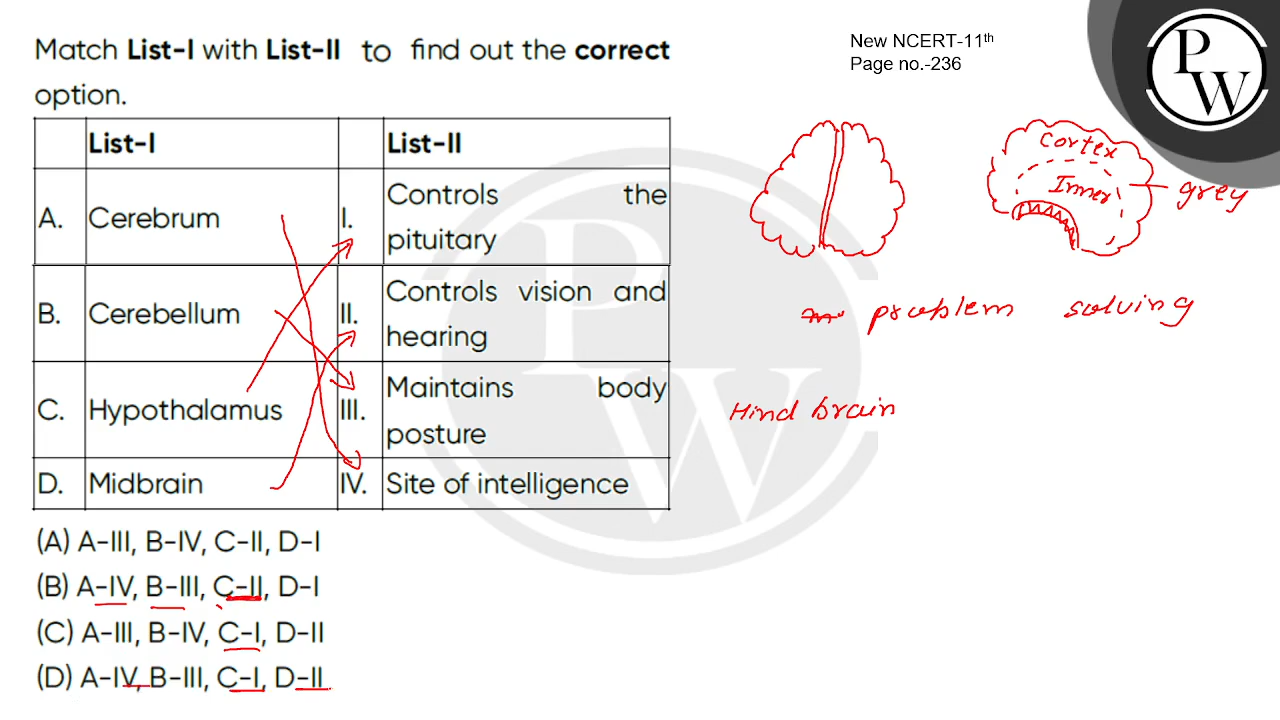 Match List-I with List-II to find out the correct
option.
List-I List-II
A. Cerebrum I. Controls the
pituitary
B. Cerebellum II. Controls vision and
hearing
C. Hypothalamus III. Maintains body
posture
D. Midbrain IV. Site of intelligence
(A) A-III, B-IV, C-II, D-I
(B) A-IV, B-III, C-II, D-I
(C) A-III, B-IV, C-I, D-II
(D) A-IV, B-III, C-I, D-II
New NCERT-11th
Page no.-236
P
W
Cortex
Inner
grey
problem solving
Hind brain
PW